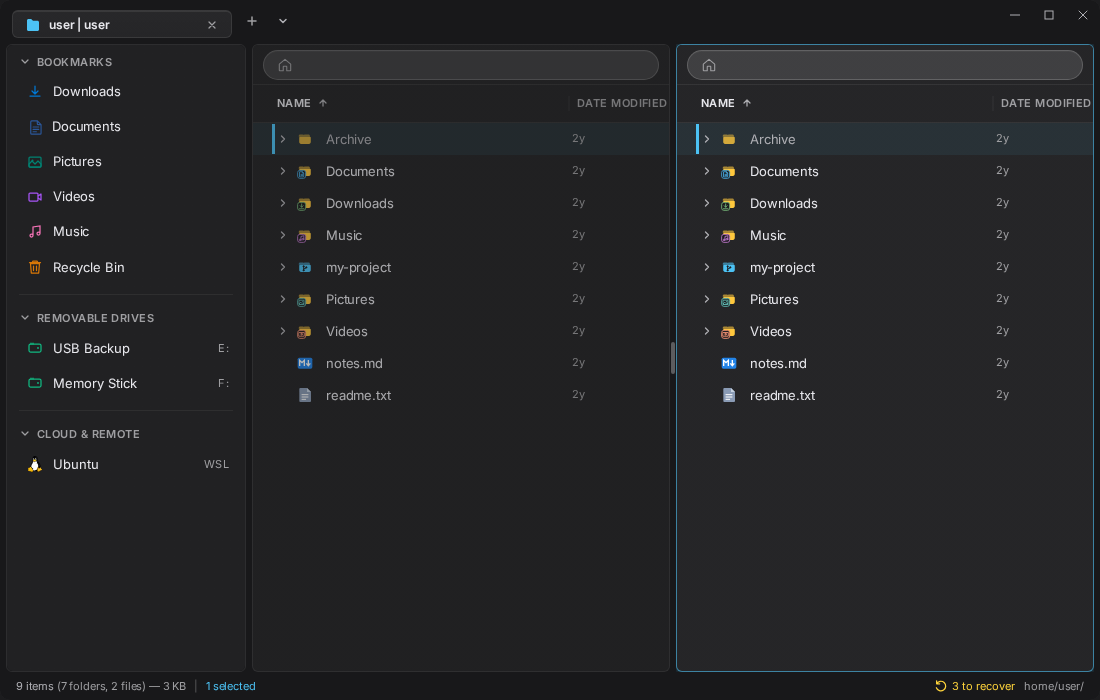 user | user
BOOKMARKS
Downloads
Documents
Pictures
Videos
Music
Recycle Bin
REMOVABLE DRIVES
USB Backup E:
Memory Stick F:
CLOUD & REMOTE
Ubuntu WSL
NAME DATE MODIFIED
Archive 2y
Documents 2y
Downloads 2y
Music 2y
my-project 2y
Pictures 2y
Videos 2y
notes.md 2y
readme.txt 2y
NAME DATE MODIFIED
Archive 2y
Documents 2y
Downloads 2y
Music 2y
my-project 2y
Pictures 2y
Videos 2y
notes.md 2y
readme.txt 2y
9 items (7 folders, 2 files) — 3 KB | 1 selected
3 to recover home/user/